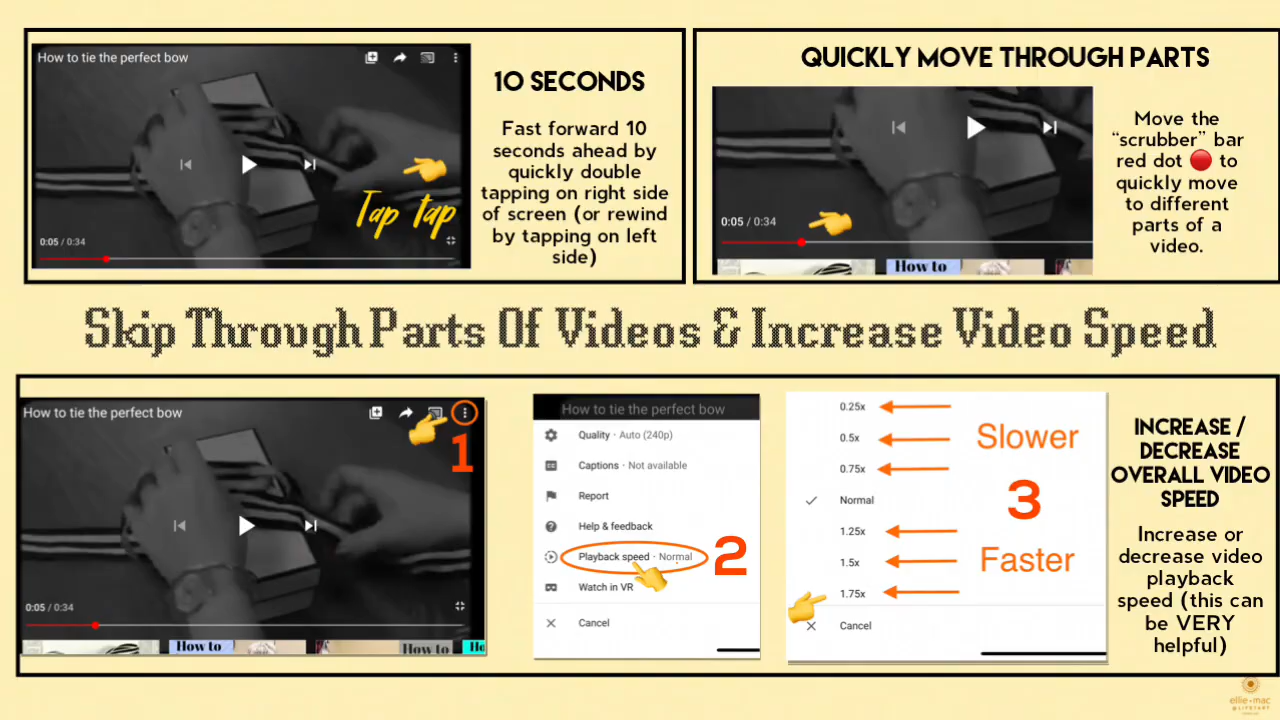 How to tie the perfect bow
0:05 / 0:34
Tap tap
10 SECONDS
Fast forward 10
seconds ahead by
quickly double
tapping on right side
of screen (or rewind
by tapping on left
side)
QUICKLY MOVE THROUGH PARTS
0:05 / 0:34
How to
Move the
“scrubber” bar
red dot 🔴 to
quickly move
to different
parts of a
video.
Skip Through Parts Of Videos & Increase Video Speed
How to tie the perfect bow
1
0:05 / 0:34
How to
How to
Ho
How to tie the perfect bow
Quality · Auto (240p)
Captions · Not available
Report
Help & feedback
Playback speed · Normal
Watch in VR
Cancel
2
0.25x
0.5x
0.75x
Normal
1.25x
1.5x
1.75x
Cancel
Slower
3
Faster
INCREASE /
DECREASE
OVERALL VIDEO
SPEED
Increase or
decrease video
playback
speed (this can
be VERY
helpful)
ellie-mac